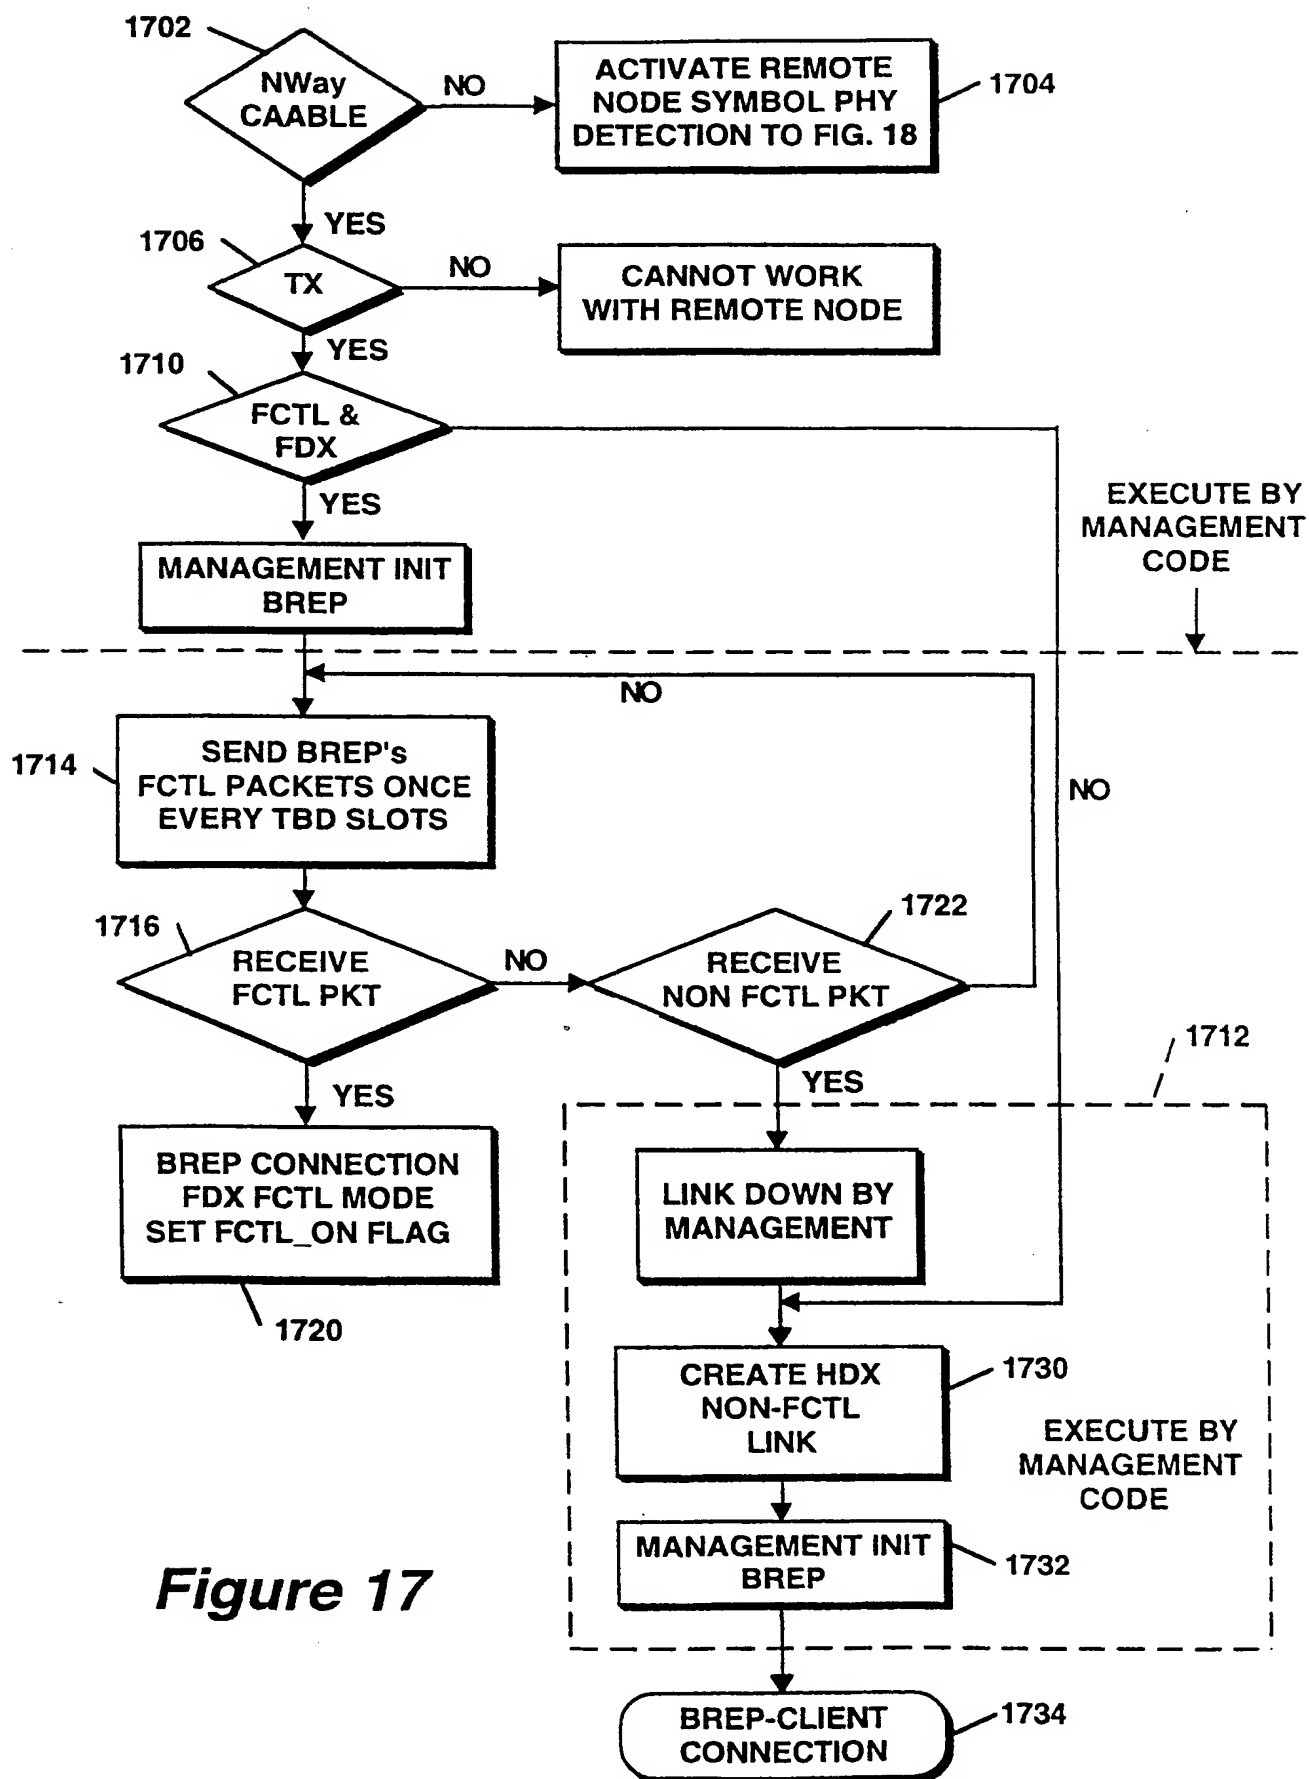 1702
NWay
CAABLE
NO
ACTIVATE REMOTE
NODE SYMBOL PHY
DETECTION TO FIG. 18
1704
YES
1706
TX
NO
CANNOT WORK
WITH REMOTE NODE
YES
1710
FCTL &
FDX
YES
EXECUTE BY
MANAGEMENT
CODE
MANAGEMENT INIT
BREP
NO
1714
SEND BREP's
FCTL PACKETS ONCE
EVERY TBD SLOTS
NO
1716
RECEIVE
FCTL PKT
NO
1722
RECEIVE
NON FCTL PKT
1712
YES
YES
BREP CONNECTION
FDX FCTL MODE
SET FCTL_ON FLAG
1720
LINK DOWN BY
MANAGEMENT
CREATE HDX
NON-FCTL
LINK
1730
EXECUTE BY
MANAGEMENT
CODE
MANAGEMENT INIT
BREP
1732
Figure 17
BREP-CLIENT
CONNECTION
1734